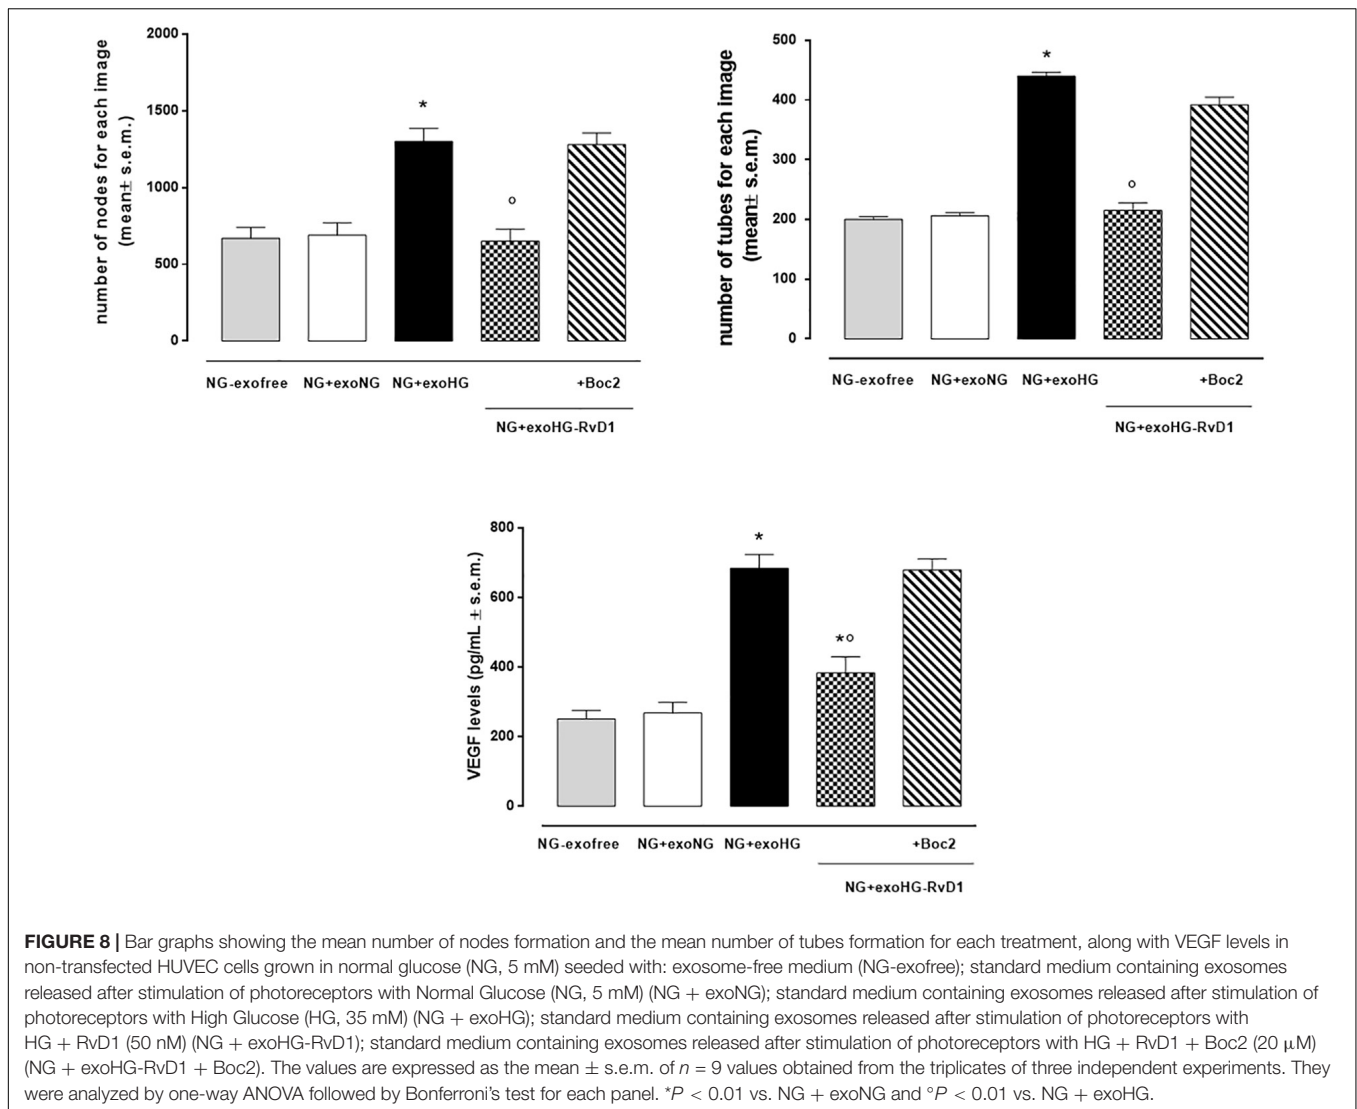 number of nodes for each image
(mean± s.e.m.)
2000
1500
1000
500
0
*
°
NG-exofree NG+exoNG NG+exoHG +Boc2
NG+exoHG-RvD1
number of tubes for each image
(mean± s.e.m.)
500
400
300
200
100
0
*
°
NG-exofree NG+exoNG NG+exoHG +Boc2
NG+exoHG-RvD1
VEGF levels (pg/mL ± s.e.m.)
800
600
400
200
0
*
*°
NG-exofree NG+exoNG NG+exoHG +Boc2
NG+exoHG-RvD1
FIGURE 8 | Bar graphs showing the mean number of nodes formation and the mean number of tubes formation for each treatment, along with VEGF levels in
non-transfected HUVEC cells grown in normal glucose (NG, 5 mM) seeded with: exosome-free medium (NG-exofree); standard medium containing exosomes
released after stimulation of photoreceptors with Normal Glucose (NG, 5 mM) (NG + exoNG); standard medium containing exosomes released after stimulation of
photoreceptors with High Glucose (HG, 35 mM) (NG + exoHG); standard medium containing exosomes released after stimulation of photoreceptors with
HG + RvD1 (50 nM) (NG + exoHG-RvD1); standard medium containing exosomes released after stimulation of photoreceptors with HG + RvD1 + Boc2 (20 μM)
(NG + exoHG-RvD1 + Boc2). The values are expressed as the mean ± s.e.m. of n = 9 values obtained from the triplicates of three independent experiments. They
were analyzed by one-way ANOVA followed by Bonferroni's test for each panel. *P < 0.01 vs. NG + exoNG and °P < 0.01 vs. NG + exoHG.